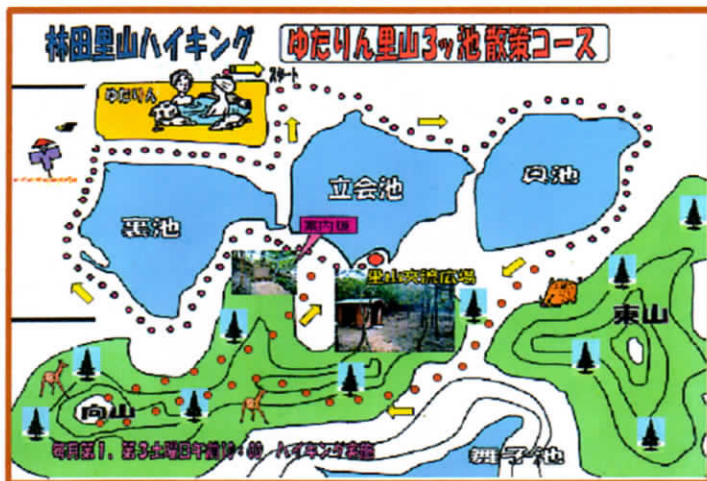 林田里山ハイキング
ゆたりん里山3ッ池散策コース
スタート
ゆたりん
立会池
奥池
裏池
案内板
里山交流広場
東山
向山
舞子池
毎月第1、第3土曜日午前10:00 ハイキング実施